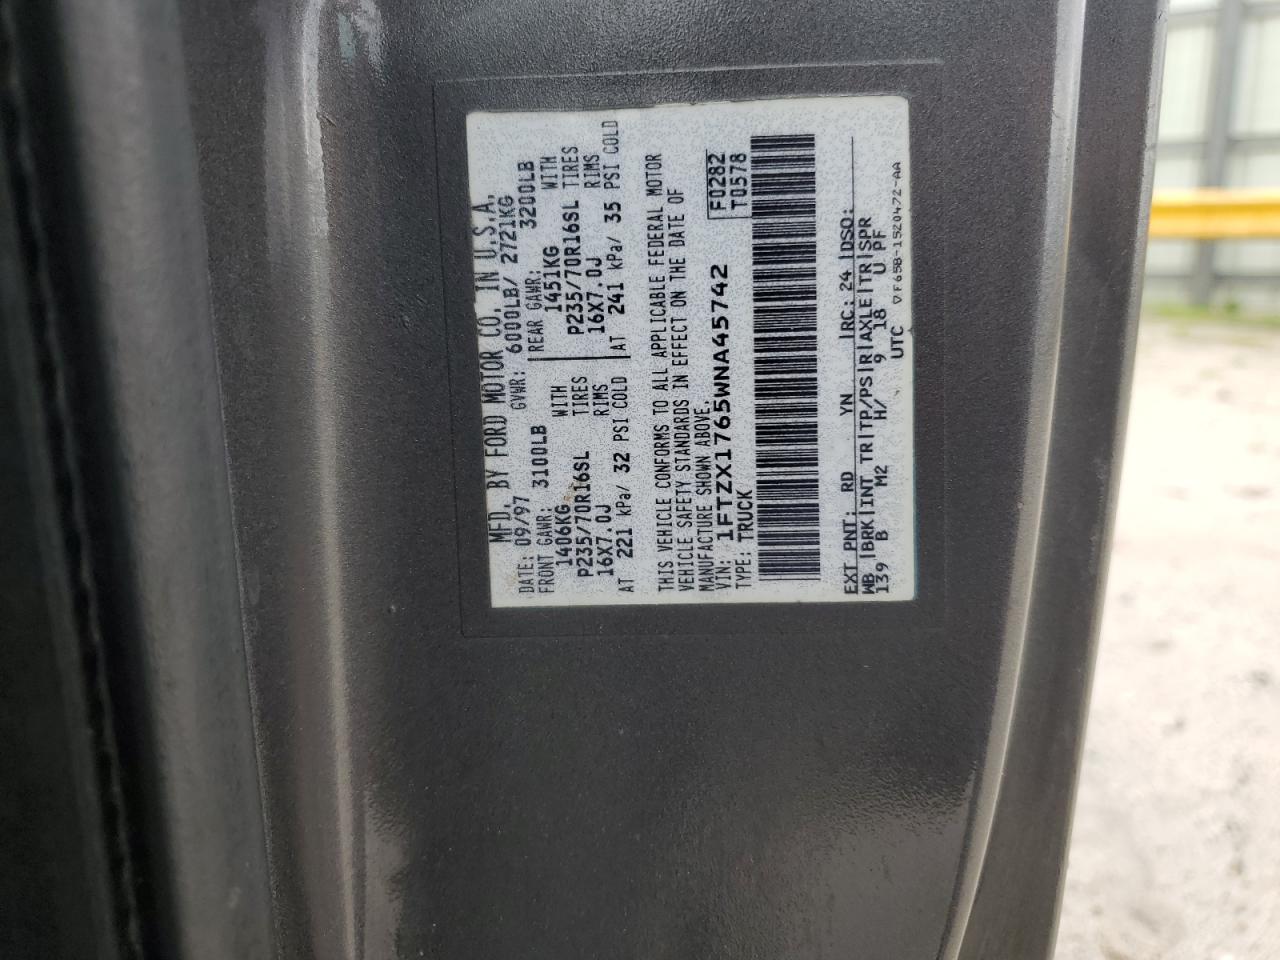 MFD. BY FORD MOTOR CO. IN U.S.A.
DATE: 09/97 GVWR: 6000LB/ 2721KG
FRONT GAWR: 3100LB REAR GAWR: 3200LB
1406KG WITH 1451KG WITH
P235/70R16SL TIRES P235/70R16SL TIRES
16X7.0J RIMS 16X7.0J RIMS
AT 221 kPa/ 32 PSI COLD AT 241 kPa/ 35 PSI COLD
THIS VEHICLE CONFORMS TO ALL APPLICABLE FEDERAL MOTOR
VEHICLE SAFETY STANDARDS IN EFFECT ON THE DATE OF
MANUFACTURE SHOWN ABOVE.
VIN: 1FTZX1765WNA45742 F0282
TYPE: TRUCK T0578
EXT PNT: RD YN IRC: 24 DSO:
WB BRK INT TR TP/PS R AXLE TR SPR
139 B M2 H/ 9 18 U PF
UTC ▽F65B-1520472-AA